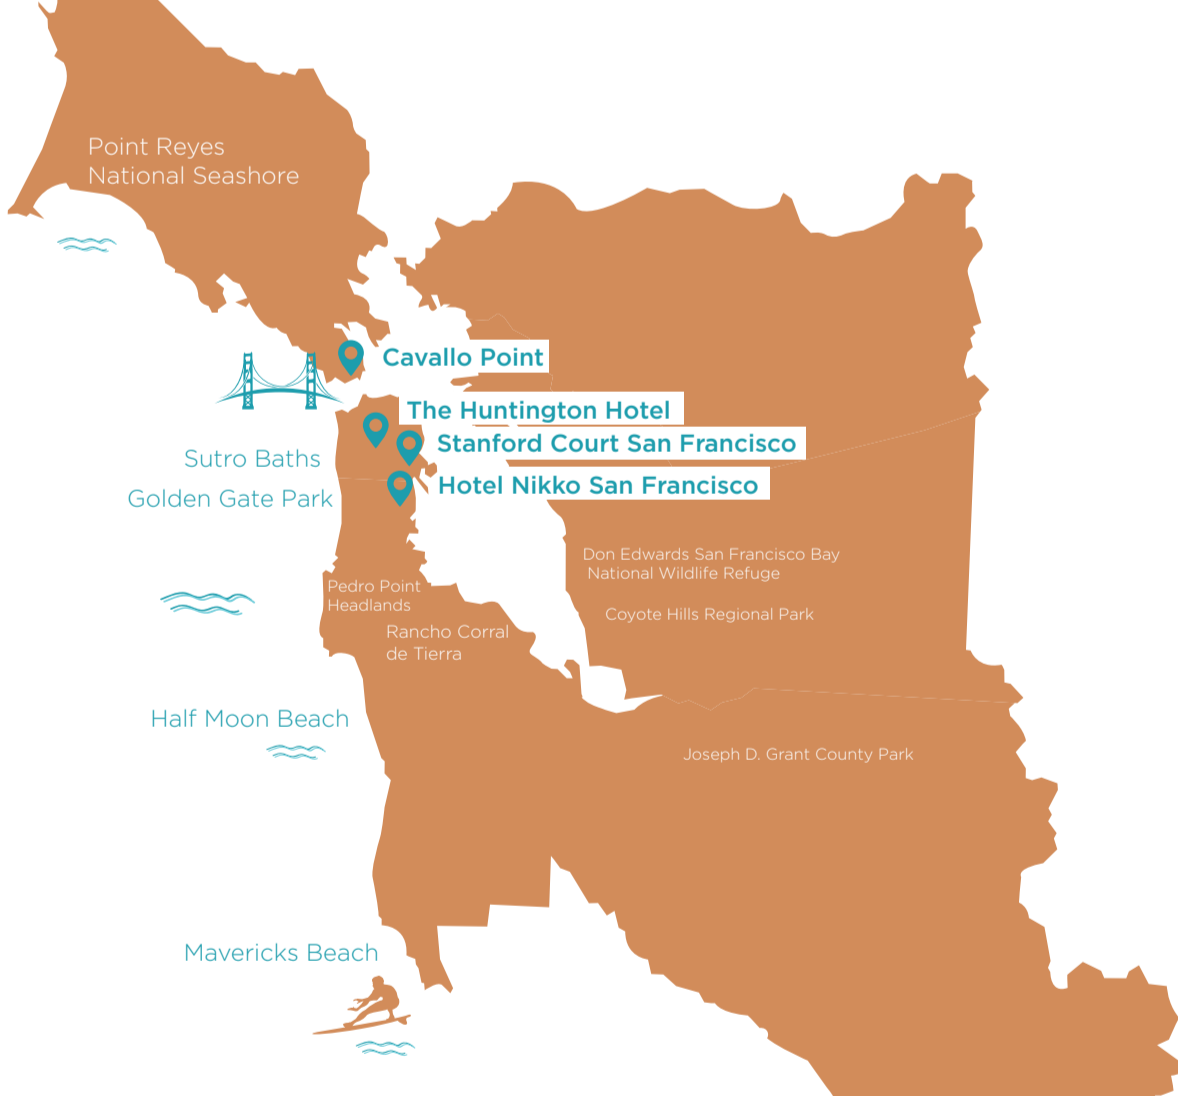 Point Reyes
National Seashore
Cavallo Point
The Huntington Hotel
Stanford Court San Francisco
Sutro Baths
Hotel Nikko San Francisco
Golden Gate Park
Don Edwards San Francisco Bay
National Wildlife Refuge
Pedro Point
Headlands
Coyote Hills Regional Park
Rancho Corral
de Tierra
Half Moon Beach
Joseph D. Grant County Park
Mavericks Beach